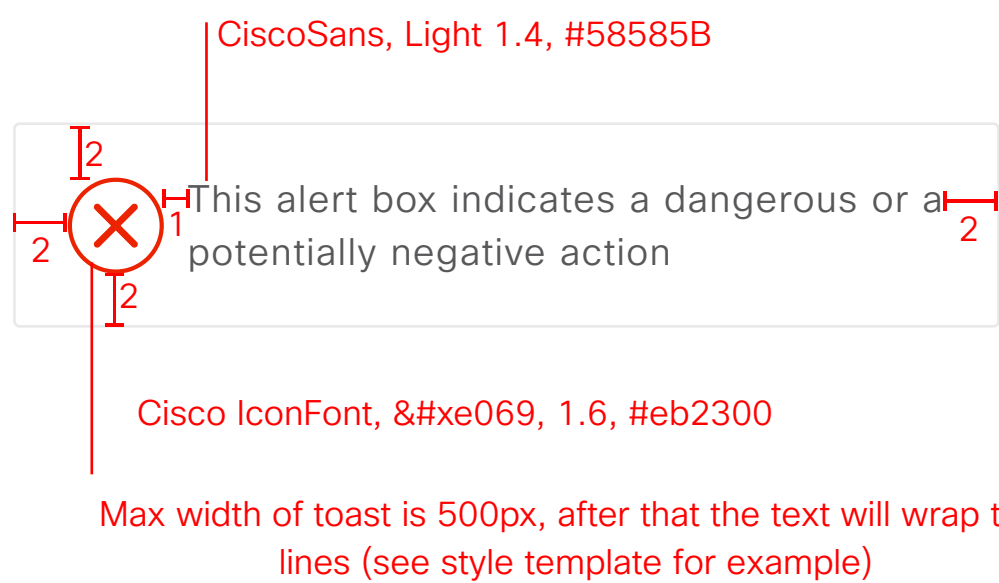 CiscoSans, Light 1.4, #58585B
2
This alert box indicates a dangerous or a
2
1
2
potentially negative action
2
Cisco IconFont, &#xe069, 1.6, #eb2300
Max width of toast is 500px, after that the text will wrap t
lines (see style template for example)